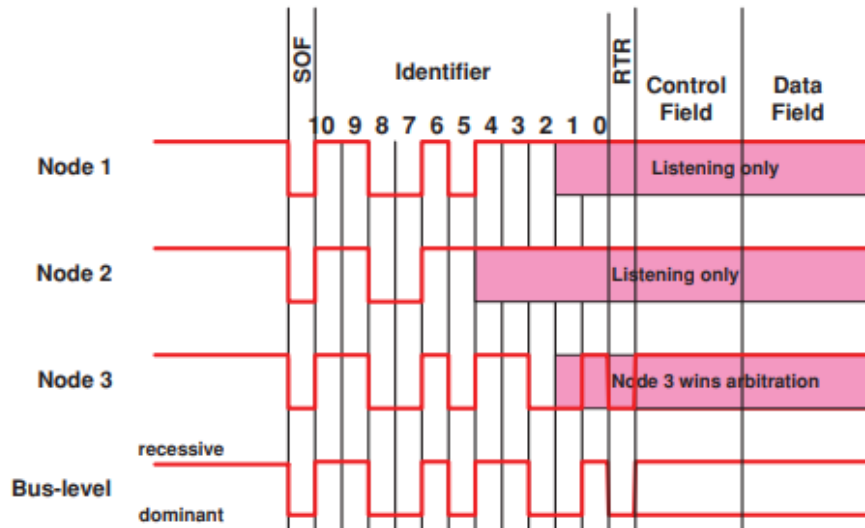 SOF
Identifier
RTR
Control
Field
Data
Field
10 9 8 7 6 5 4 3 2 1 0
Node 1
Listening only
Node 2
Listening only
Node 3
Node 3 wins arbitration
recessive
Bus-level
dominant